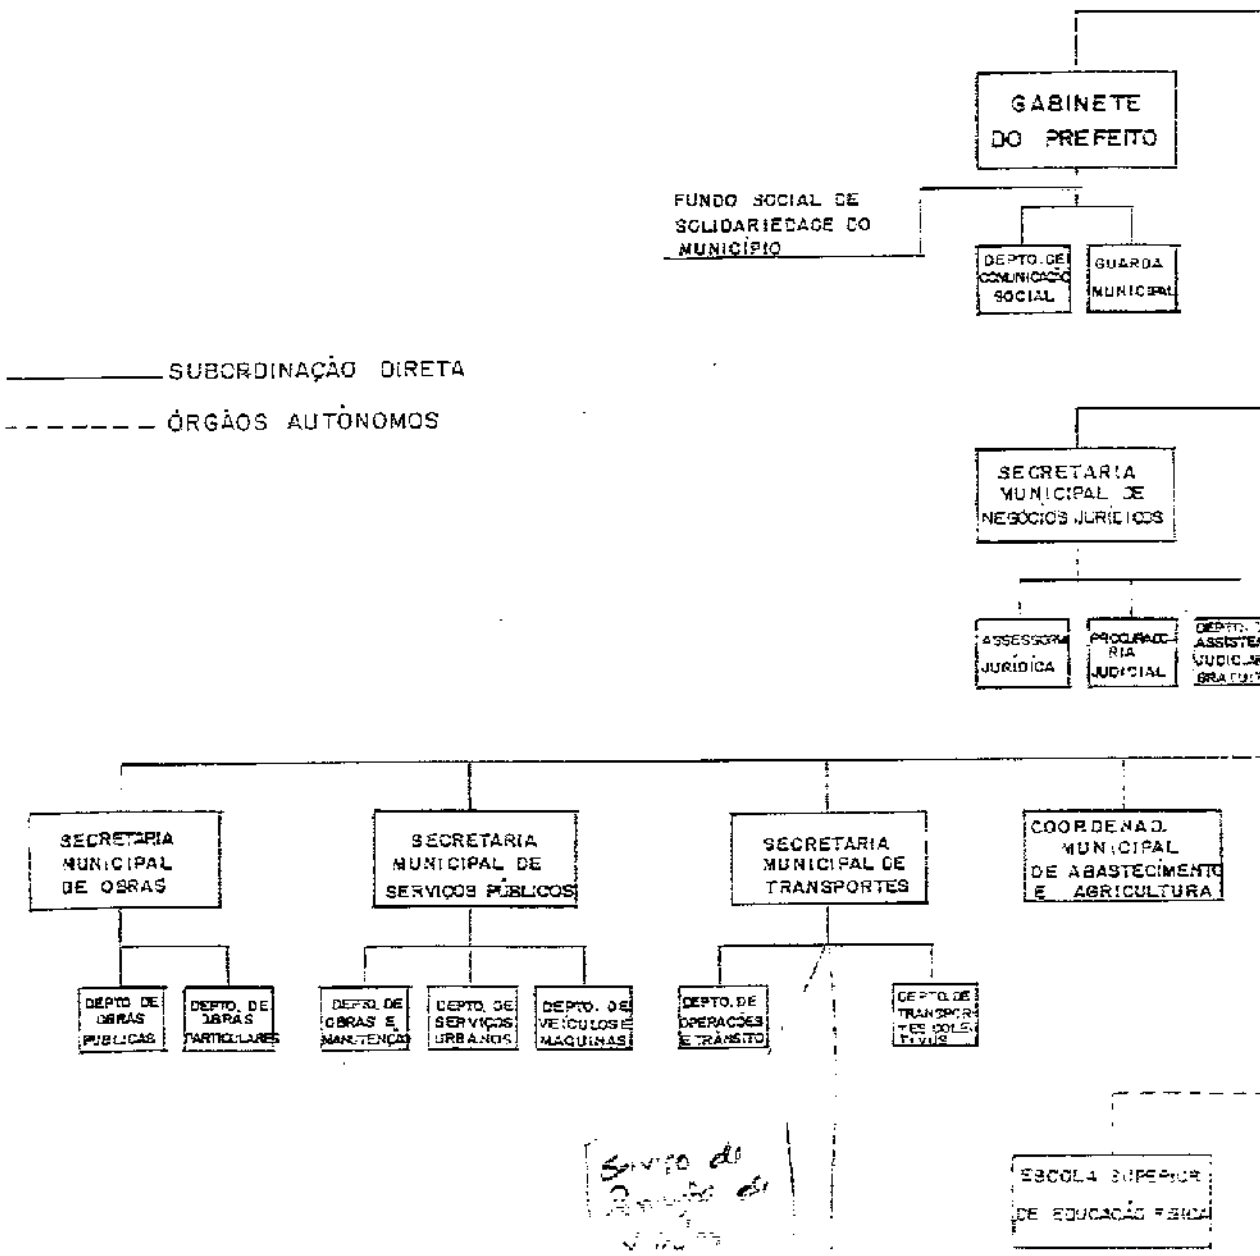 GABINETE
DO PREFEITO
FUNDO SOCIAL DE
SOLIDARIEDADE DO
MUNICÍPIO
DEPTO. DE
COMUNICAÇÃO
SOCIAL
GUARDA
MUNICIPAL
SUBORDINAÇÃO DIRETA
ÓRGÃOS AUTÔNOMOS
SECRETARIA
MUNICIPAL DE
NEGÓCIOS JURÍDICOS
ASSESSORIA
JURÍDICA
PROCURADO-
RIA
JUDICIAL
DEPTO.
SECRETARIA
MUNICIPAL
DE OBRAS
SECRETARIA
MUNICIPAL DE
SERVIÇOS PÚBLICOS
SECRETARIA
MUNICIPAL DE
TRANSPORTES
COORDENAD.
MUNICIPAL
DE ABASTECIMENTO
E AGRICULTURA
DEPTO DE
OBRAS
PÚBLICAS
DEPTO. DE
OBRAS
PARTICULARES
DEPTO. DE
OBRAS E
MANUTENÇÃO
DEPTO. DE
SERVIÇOS
URBANOS
DEPTO. DE
VEÍCULOS E
MAQUINAS
DEPTO. DE
OPERAÇÕES
E TRÂNSITO
DEPTO. DE
TRANSPOR-
TES COLE-
TIVOS
Serviço de
de
ESCOLA SUPERIOR
DE EDUCAÇÃO FÍSICA